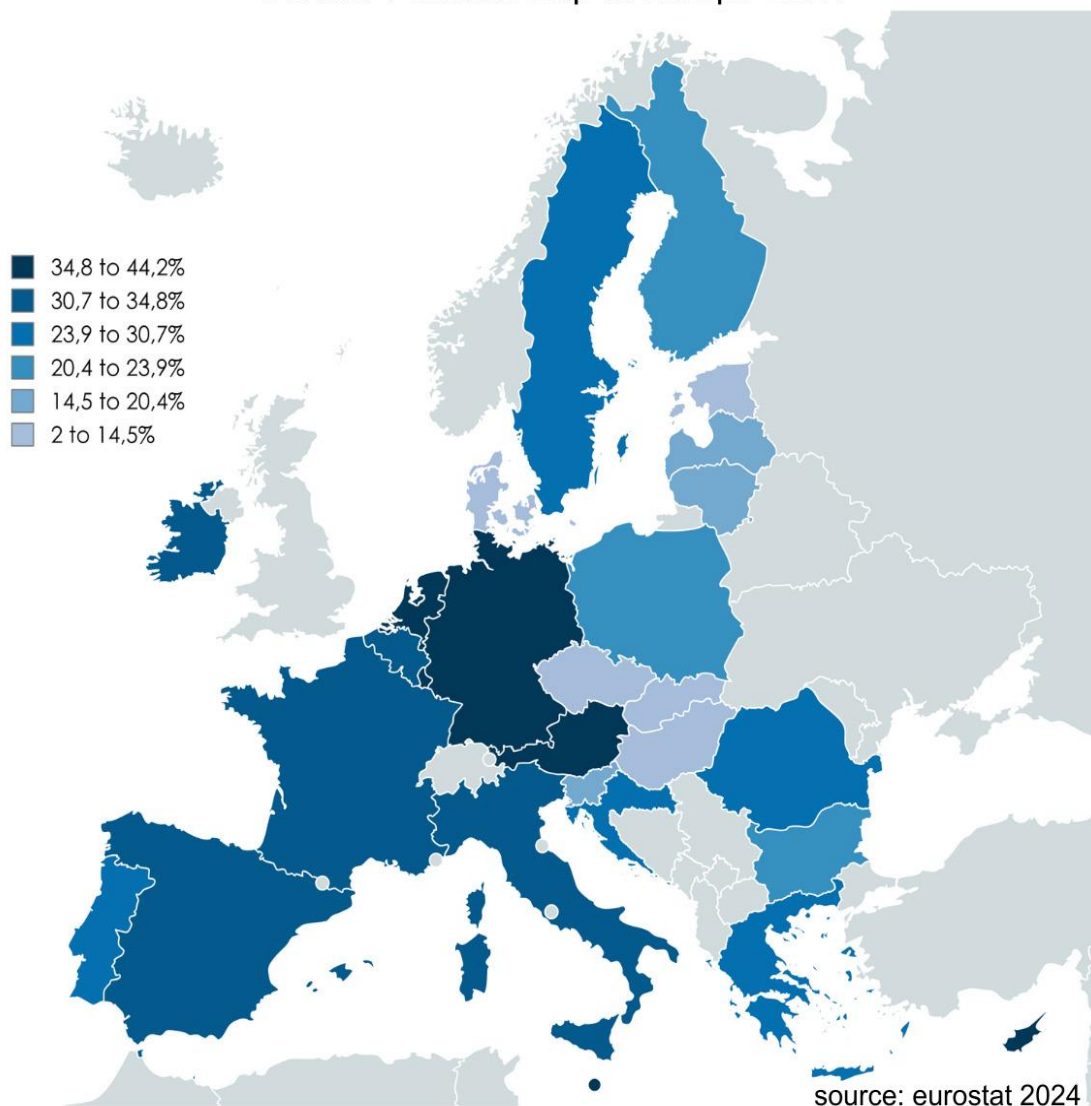 34,8 to 44,2%
30,7 to 34,8%
23,9 to 30,7%
20,4 to 23,9%
14,5 to 20,4%
2 to 14,5%
source: eurostat 2024